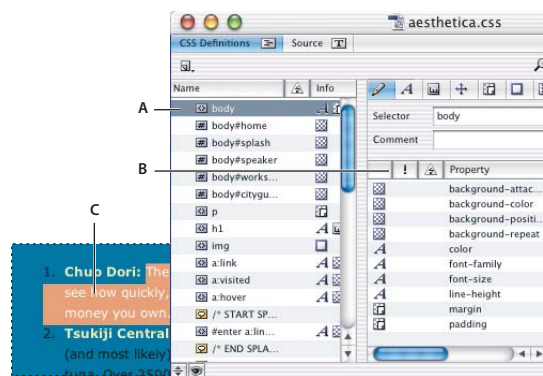 aesthetica.css
CSS Definitions Source
Name Info
A
body
body#home
body#splash
body#speaker
body#works...
body#citygu...
p
h1
img
a:link
a:visited
a:hover
/* START SP...
#enter a:lin...
/* END SPLA...
Selector body
Comment
B
! Property
background-attac...
background-color
background-positi...
background-repeat
color
font-family
font-size
line-height
margin
padding
C
1. Chuo Dori: The
see how quickly,
money you own.
2. Tsukiji Central
(and most likely)
tuna. Over 3500